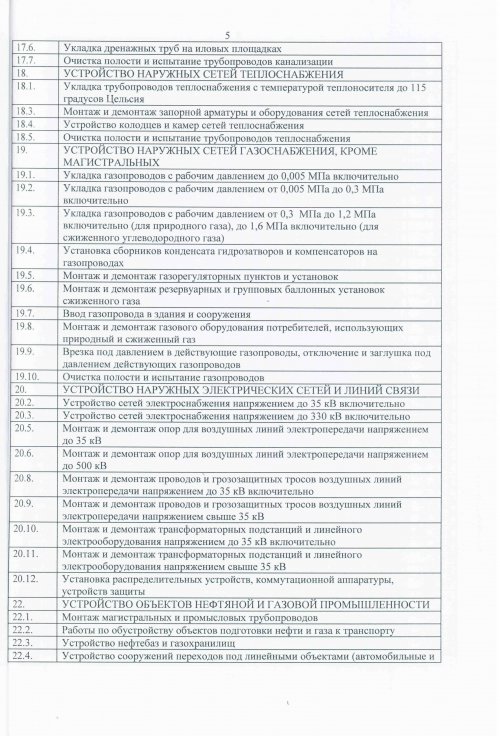 5
17.6. Укладка дренажных труб на иловых площадках
17.7. Очистка полости и испытание трубопроводов канализации
18. УСТРОЙСТВО НАРУЖНЫХ СЕТЕЙ ТЕПЛОСНАБЖЕНИЯ
18.1. Укладка трубопроводов теплоснабжения с температурой теплоносителя до 115
градусов Цельсия
18.3. Монтаж и демонтаж запорной арматуры и оборудования сетей теплоснабжения
18.4. Устройство колодцев и камер сетей теплоснабжения
18.5. Очистка полости и испытание трубопроводов теплоснабжения
19. УСТРОЙСТВО НАРУЖНЫХ СЕТЕЙ ГАЗОСНАБЖЕНИЯ, КРОМЕ
МАГИСТРАЛЬНЫХ
19.1. Укладка газопроводов с рабочим давлением до 0,005 МПа включительно
19.2. Укладка газопроводов с рабочим давлением от 0,005 МПа до 0,3 МПа
включительно
19.3. Укладка газопроводов с рабочим давлением от 0,3 МПа до 1,2 МПа
включительно (для природного газа), до 1,6 МПа включительно (для
сжиженного углеводородного газа)
19.4. Установка сборников конденсата гидрозатворов и компенсаторов на
газопроводах
19.5. Монтаж и демонтаж газорегуляторных пунктов и установок
19.6. Монтаж и демонтаж резервуарных и групповых баллонных установок
сжиженного газа
19.7. Ввод газопровода в здания и сооружения
19.8. Монтаж и демонтаж газового оборудования потребителей, использующих
природный и сжиженный газ
19.9. Врезка под давлением в действующие газопроводы, отключение и заглушка под
давлением действующих газопроводов
19.10. Очистка полости и испытание газопроводов
20. УСТРОЙСТВО НАРУЖНЫХ ЭЛЕКТРИЧЕСКИХ СЕТЕЙ И ЛИНИЙ СВЯЗИ
20.2. Устройство сетей электроснабжения напряжением до 35 кВ включительно
20.3. Устройство сетей электроснабжения напряжением до 330 кВ включительно
20.5. Монтаж и демонтаж опор для воздушных линий электропередачи напряжением
до 35 кВ
20.6. Монтаж и демонтаж опор для воздушных линий электропередачи напряжением
до 500 кВ
20.8. Монтаж и демонтаж проводов и грозозащитных тросов воздушных линий
электропередачи напряжением до 35 кВ включительно
20.9. Монтаж и демонтаж проводов и грозозащитных тросов воздушных линий
электропередачи напряжением свыше 35 кВ
20.10. Монтаж и демонтаж трансформаторных подстанций и линейного
электрооборудования напряжением до 35 кВ включительно
20.11. Монтаж и демонтаж трансформаторных подстанций и линейного
электрооборудования напряжением свыше 35 кВ
20.12. Установка распределительных устройств, коммутационной аппаратуры,
устройств защиты
22. УСТРОЙСТВО ОБЪЕКТОВ НЕФТЯНОЙ И ГАЗОВОЙ ПРОМЫШЛЕННОСТИ
22.1. Монтаж магистральных и промысловых трубопроводов
22.2. Работы по обустройству объектов подготовки нефти и газа к транспорту
22.3. Устройство нефтебаз и газохранилищ
22.4. Устройство сооружений переходов под линейными объектами (автомобильные и